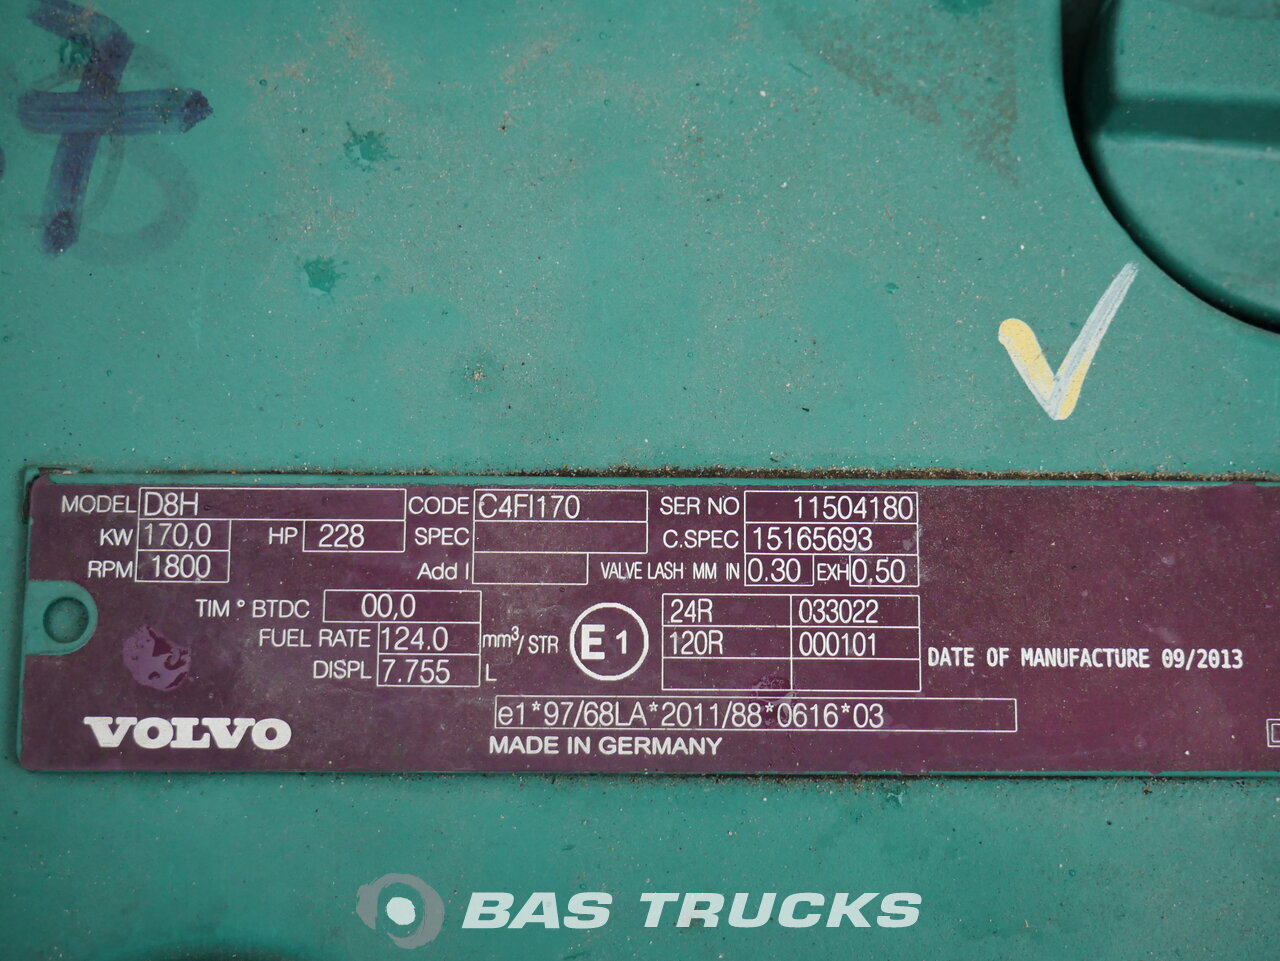 MODEL D8H CODE C4FI170 SER NO 11504180
KW 170,0 HP 228 SPEC C.SPEC 15165693
RPM 1800 Add I VALVE LASH MM IN 0.30 EXH 0.50
TIM ° BTDC 00,0 24R 033022
FUEL RATE 124.0 mm³/STR E1 120R 000101
DATE OF MANUFACTURE 09/2013
DISPL 7.755 L
VOLVO
e1*97/68LA*2011/88*0616*03
MADE IN GERMANY
BAS TRUCKS